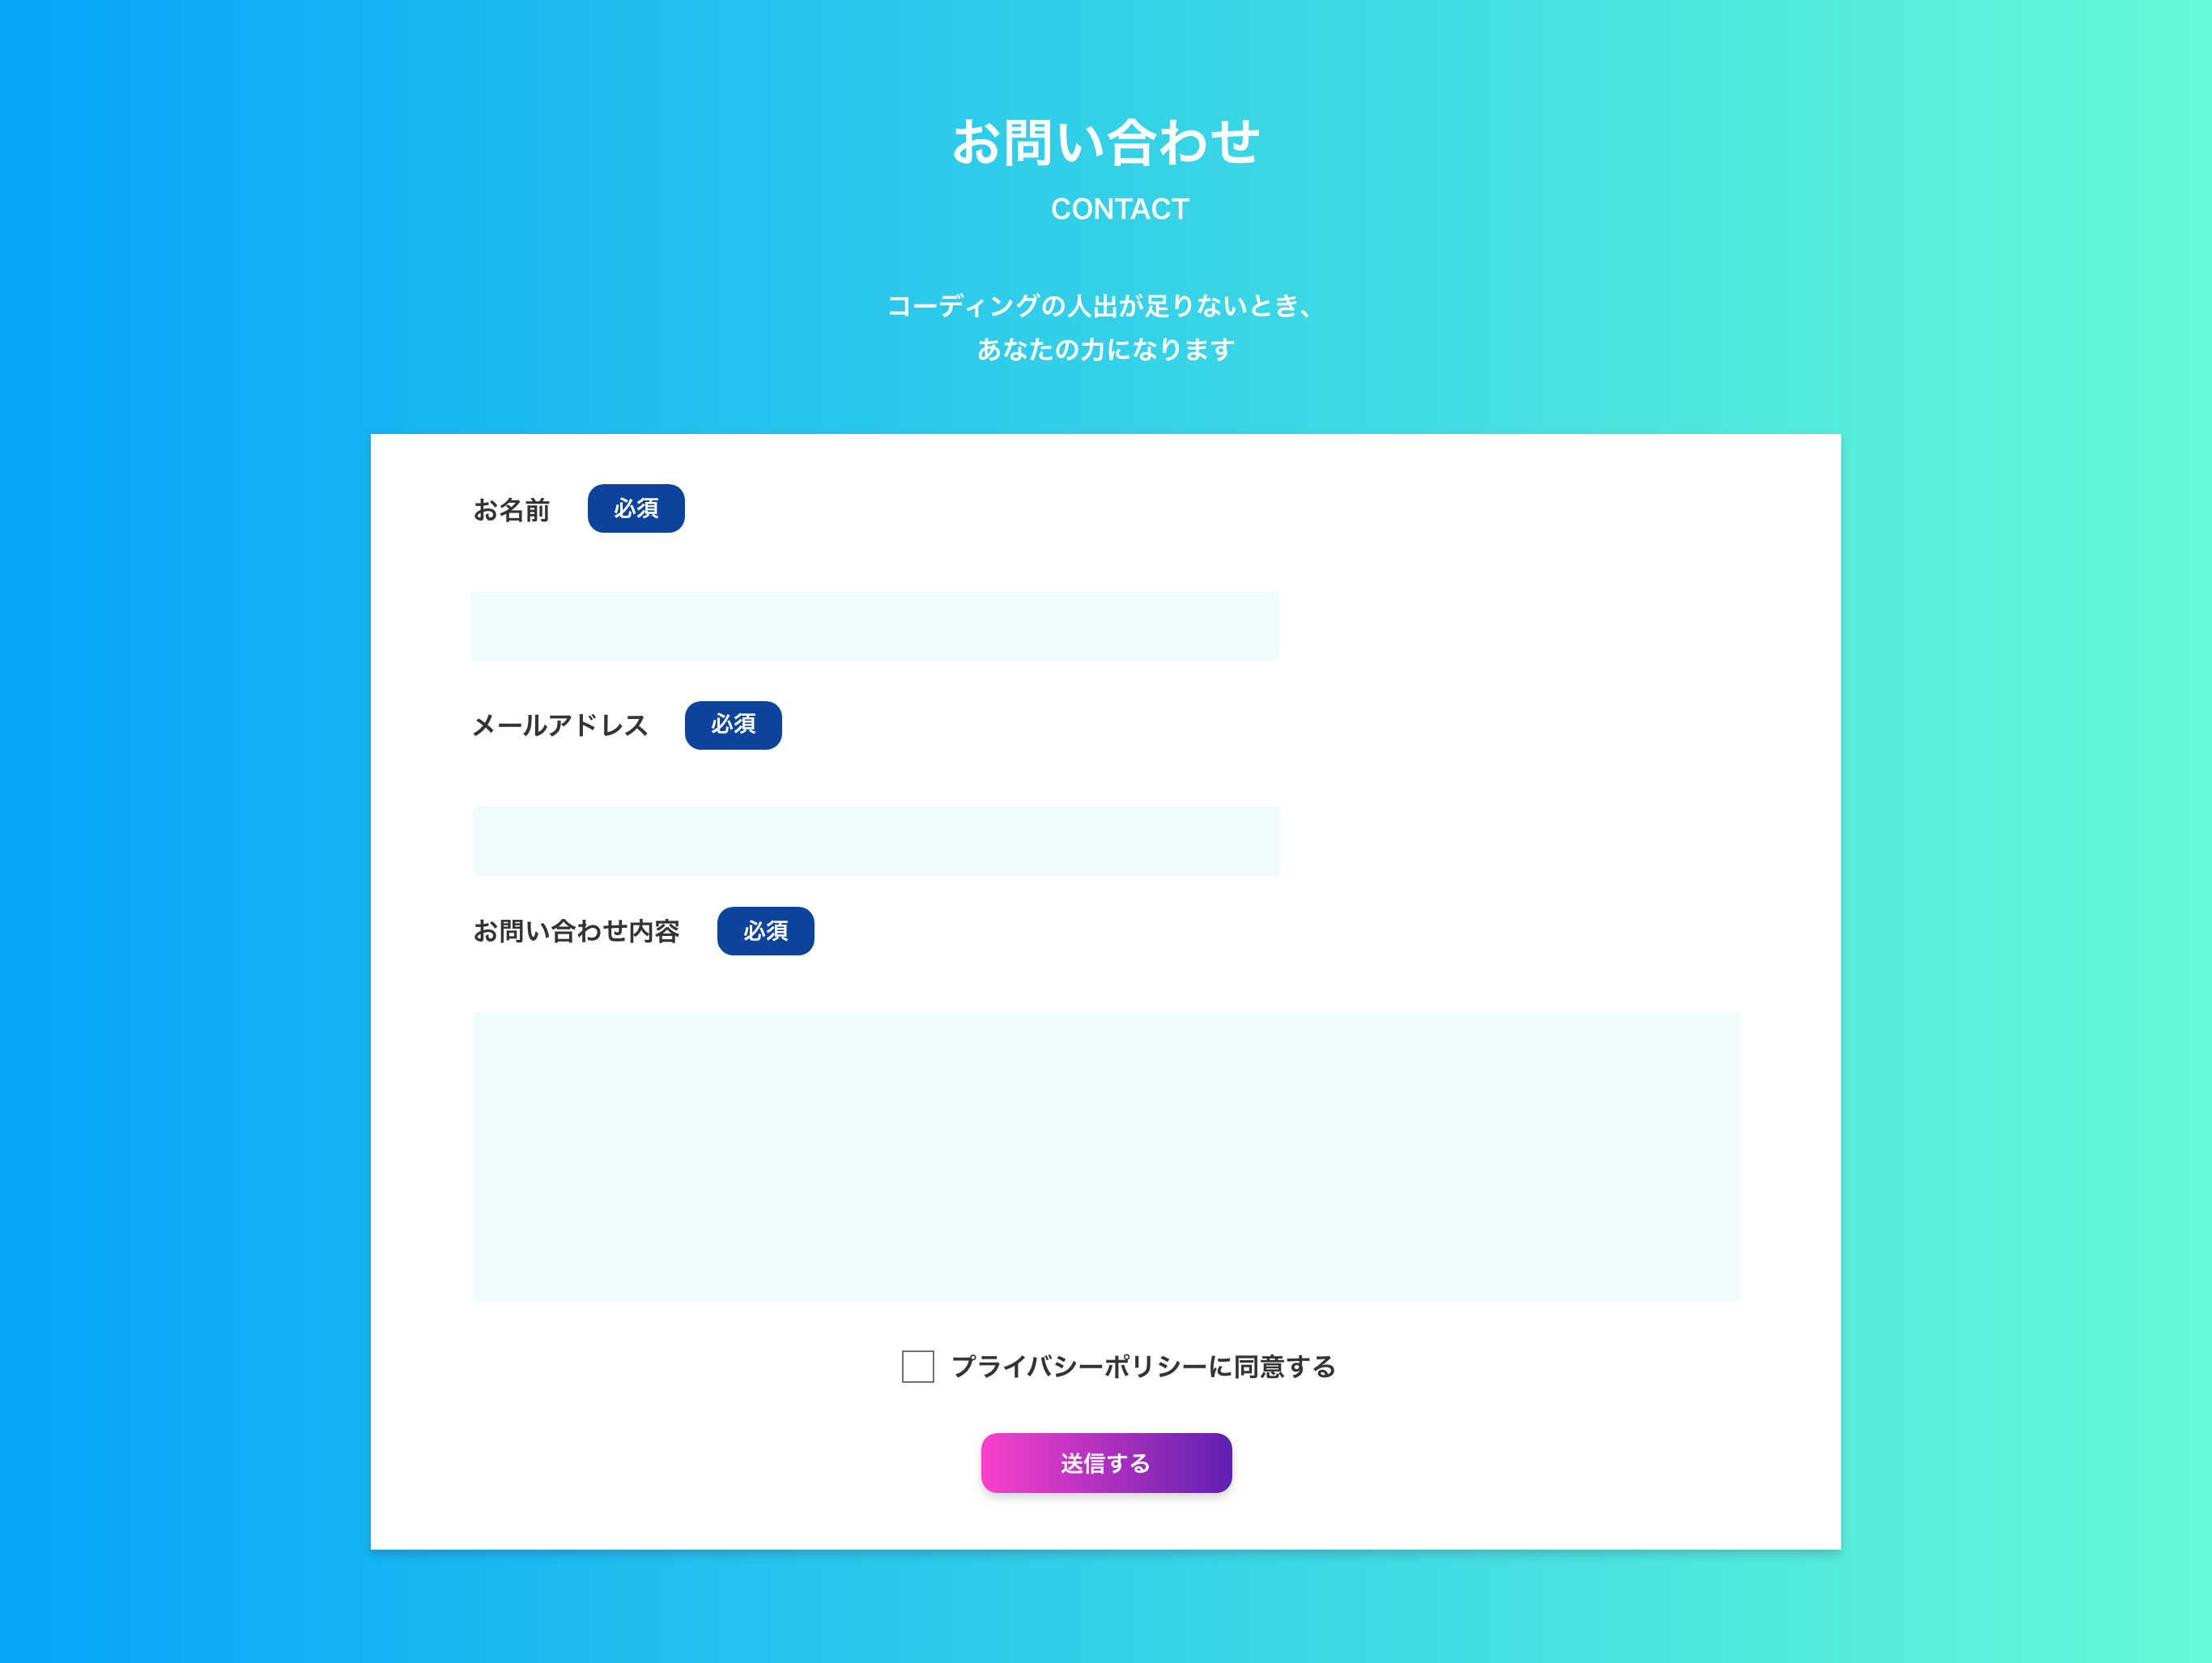 お問い合わせ
CONTACT
コーディングの人出が足りないとき、
あなたの力になります
お名前 必須
メールアドレス 必須
お問い合わせ内容 必須
プライバシーポリシーに同意する
送信する